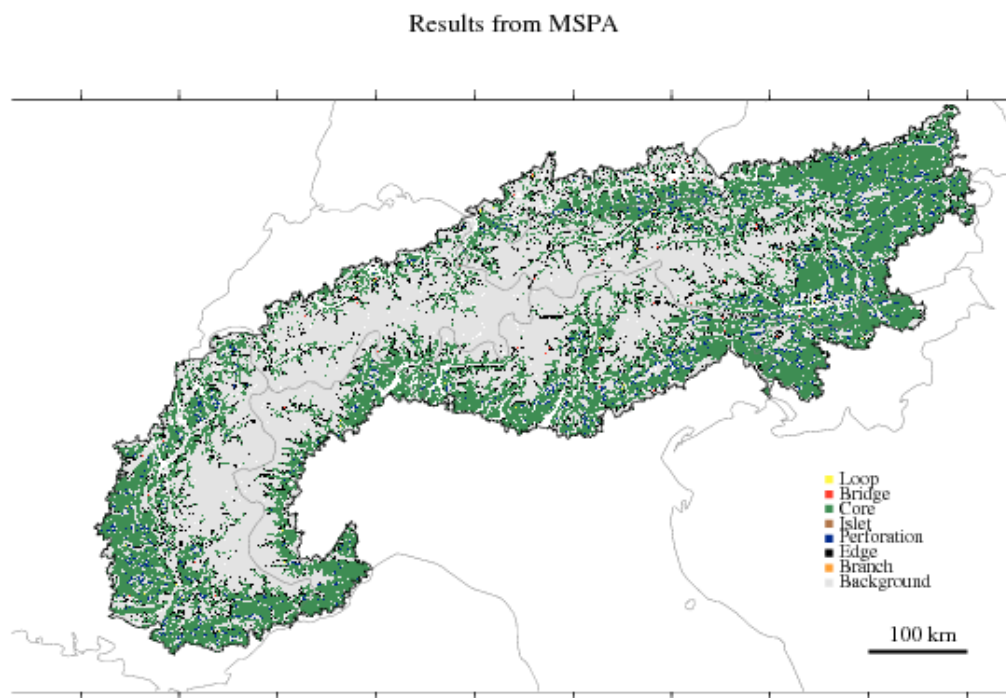 Results from MSPA
Loop
Bridge
Core
Islet
Perforation
Edge
Branch
Background
100 km